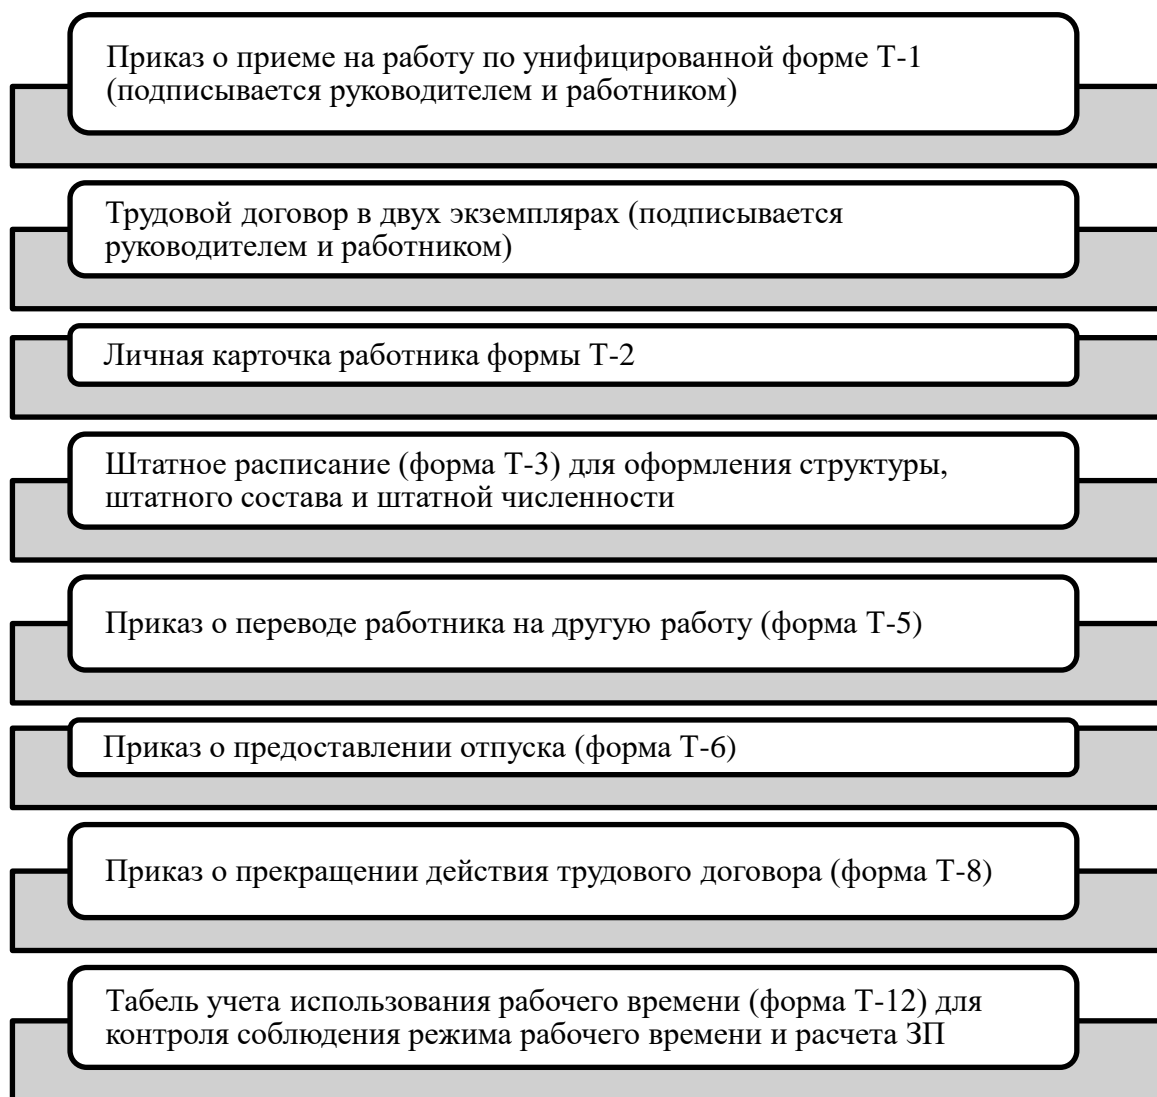 Приказ о приеме на работу по унифицированной форме Т-1
(подписывается руководителем и работником)
Трудовой договор в двух экземплярах (подписывается
руководителем и работником)
Личная карточка работника формы Т-2
Штатное расписание (форма Т-3) для оформления структуры,
штатного состава и штатной численности
Приказ о переводе работника на другую работу (форма Т-5)
Приказ о предоставлении отпуска (форма Т-6)
Приказ о прекращении действия трудового договора (форма Т-8)
Табель учета использования рабочего времени (форма Т-12) для
контроля соблюдения режима рабочего времени и расчета ЗП